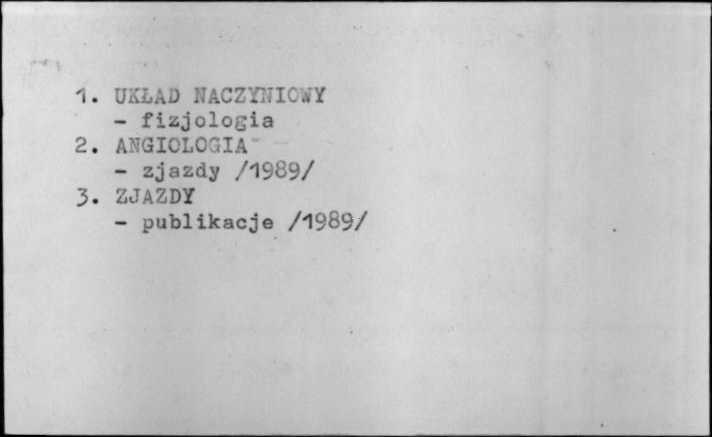 1. UKŁAD NACZYNIOWY
- fizjologia
2. ANGIOLOGIA
- zjazdy /1989/
3. ZJAZDY
- publikacje /1989/